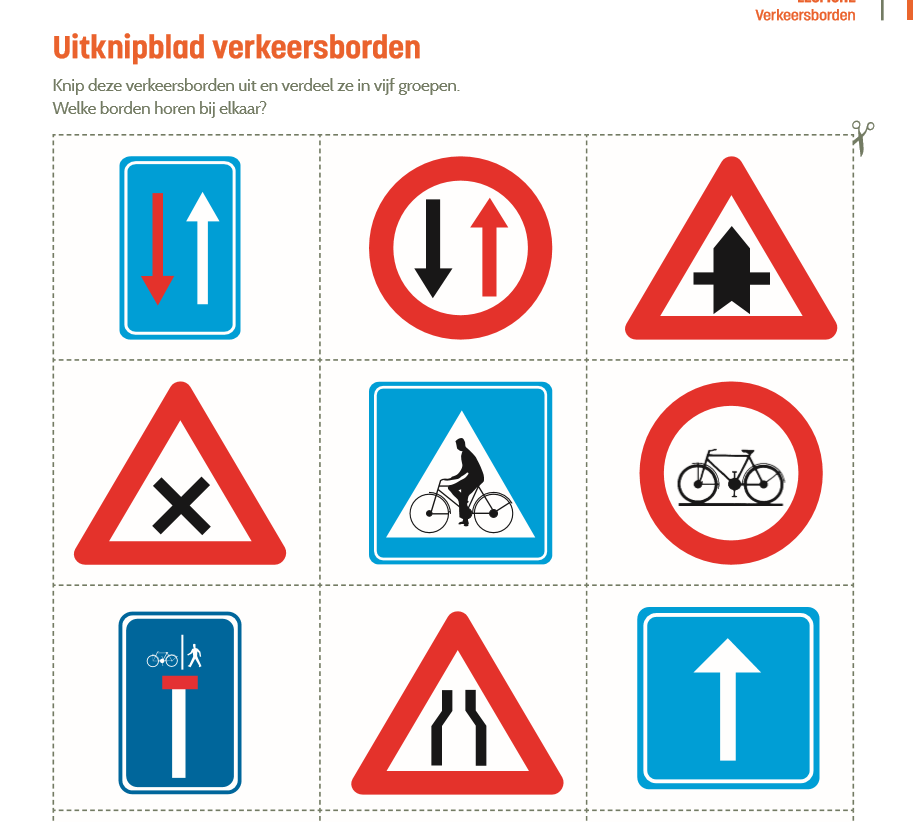 Verkeersborden
Uitknipblad verkeersborden
Knip deze verkeersborden uit en verdeel ze in vijf groepen.
Welke borden horen bij elkaar?